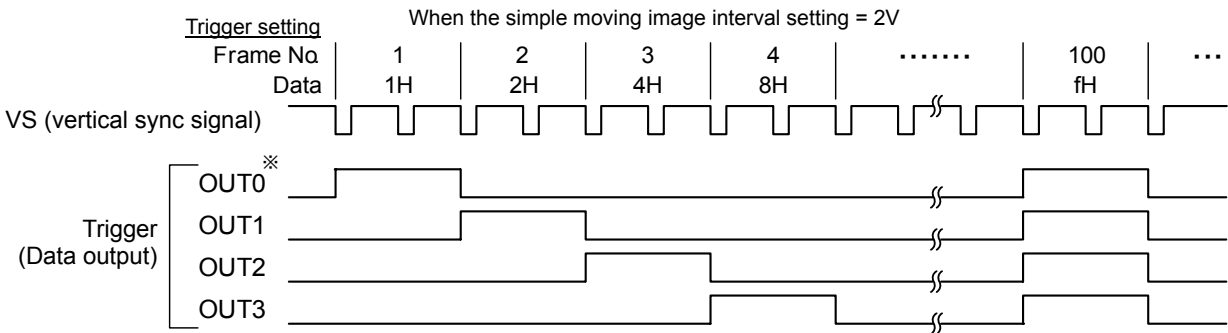 When the simple moving image interval setting = 2V
Trigger setting
Frame No. 1 2 3 4 ······· 100 ···
Data 1H 2H 4H 8H fH
VS (vertical sync signal)
OUT0※
OUT1
OUT2
OUT3
Trigger
(Data output)